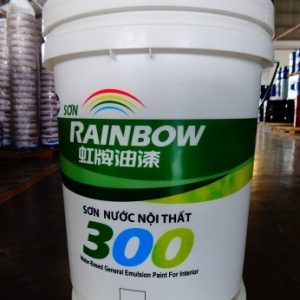 SƠN
RAINBOW
虹牌油漆
SƠN NƯỚC NỘI THẤT
300
Water-Based General Emulsion Paint For Interior